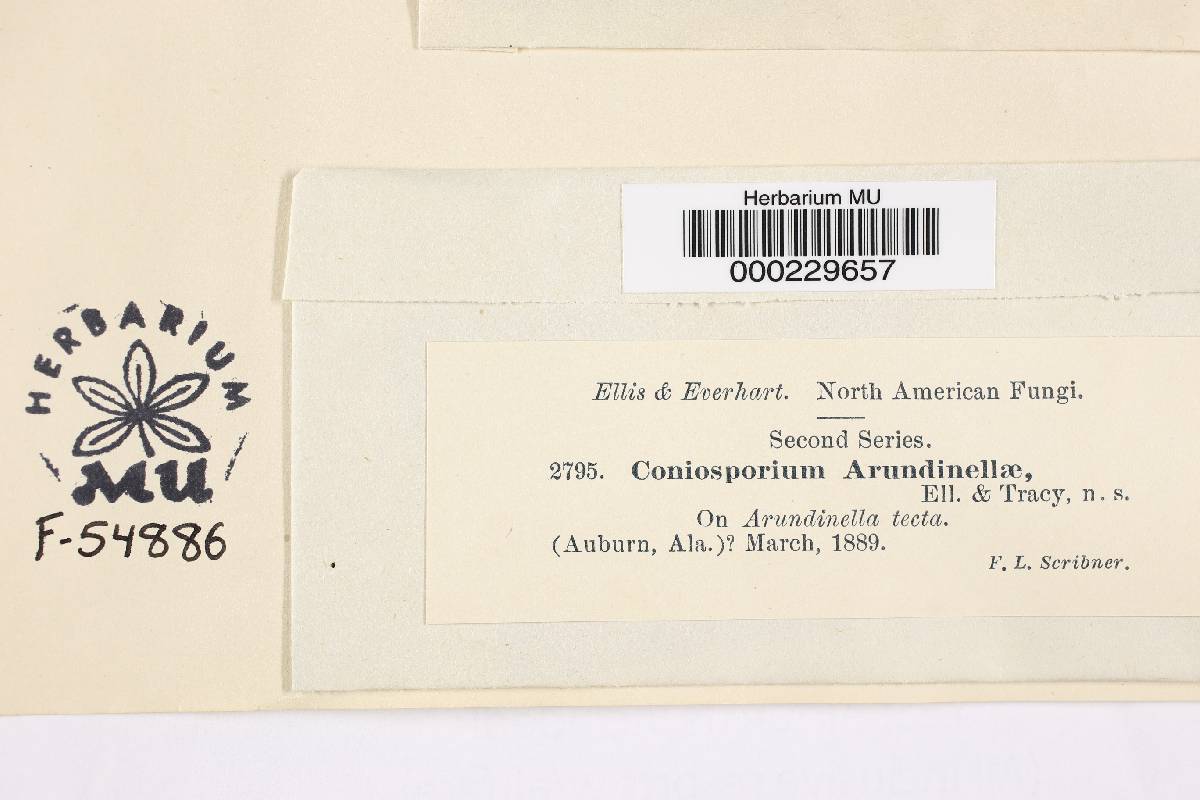 Herbarium MU
000229657
HERBARIUM
MU
F-54886
Ellis & Everhart. North American Fungi.
Second Series.
2795. Coniosporium Arundinellæ,
Ell. & Tracy, n. s.
On Arundinella tecta.
(Auburn, Ala.)? March, 1889.
F. L. Scribner.